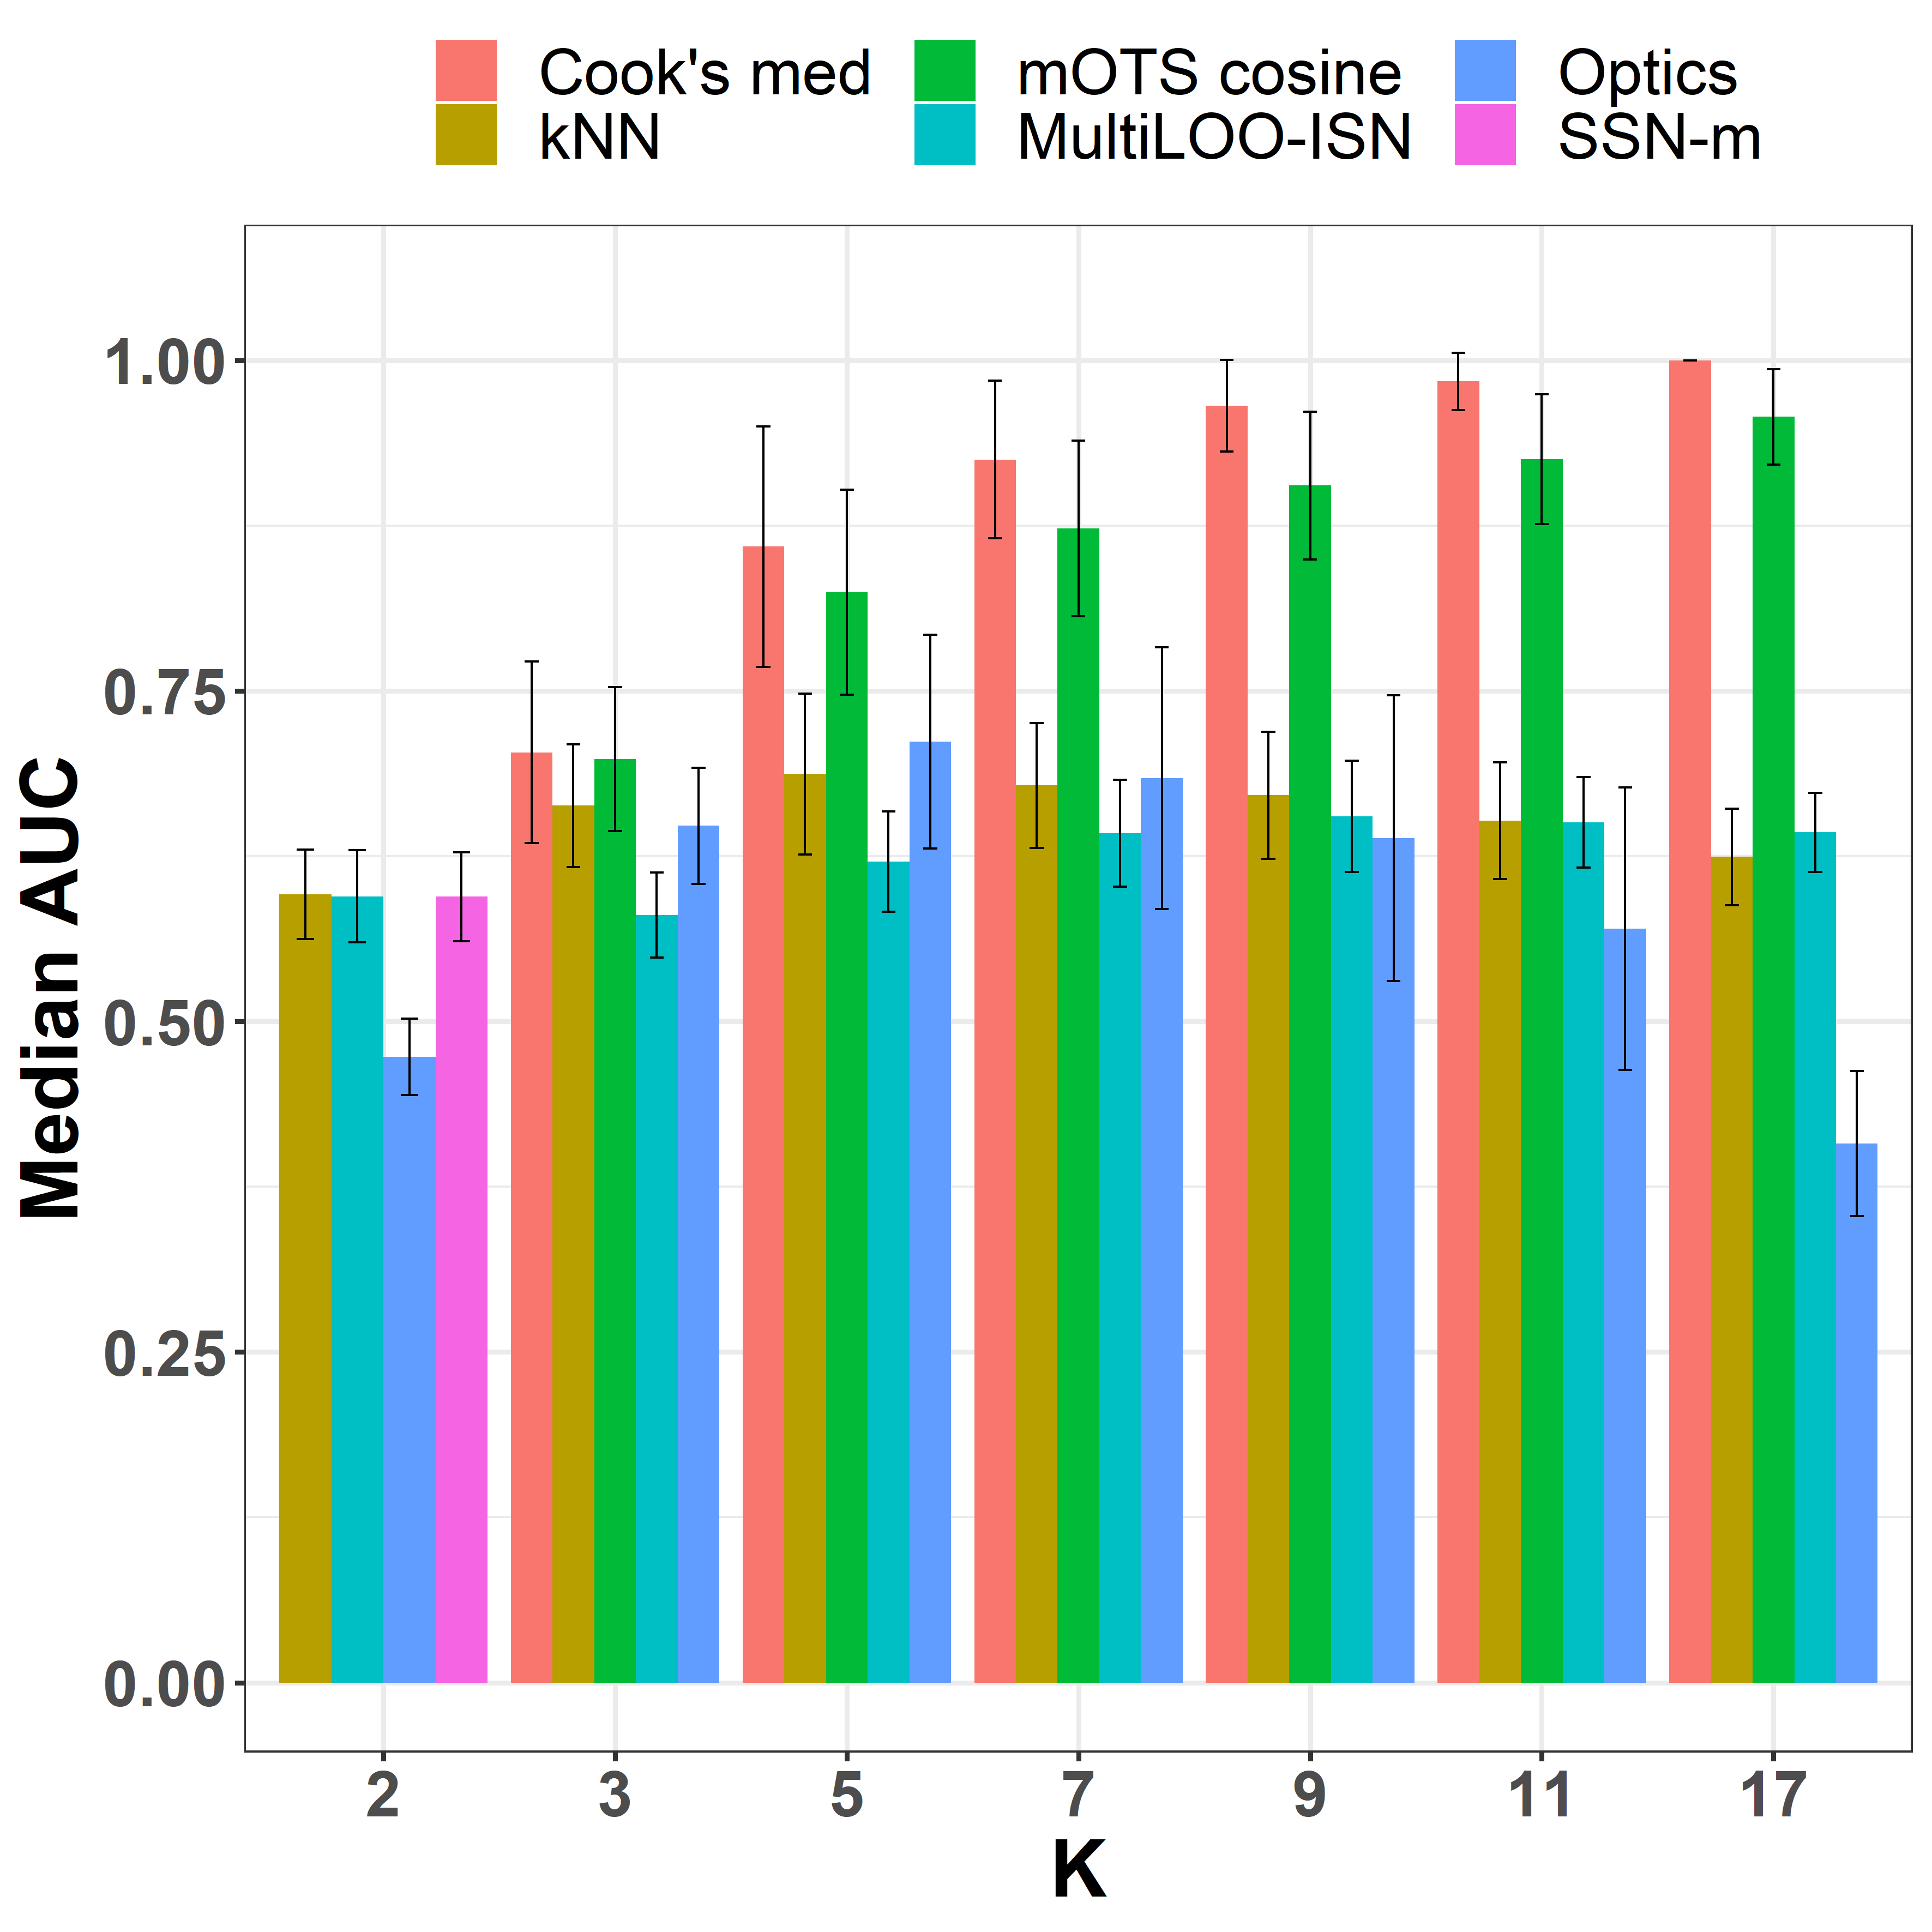 Cook's med mOTS cosine Optics
kNN MultiLOO-ISN SSN-m
1.00
0.75
0.50
0.25
0.00
Median AUC
2 3 5 7 9 11 17
K